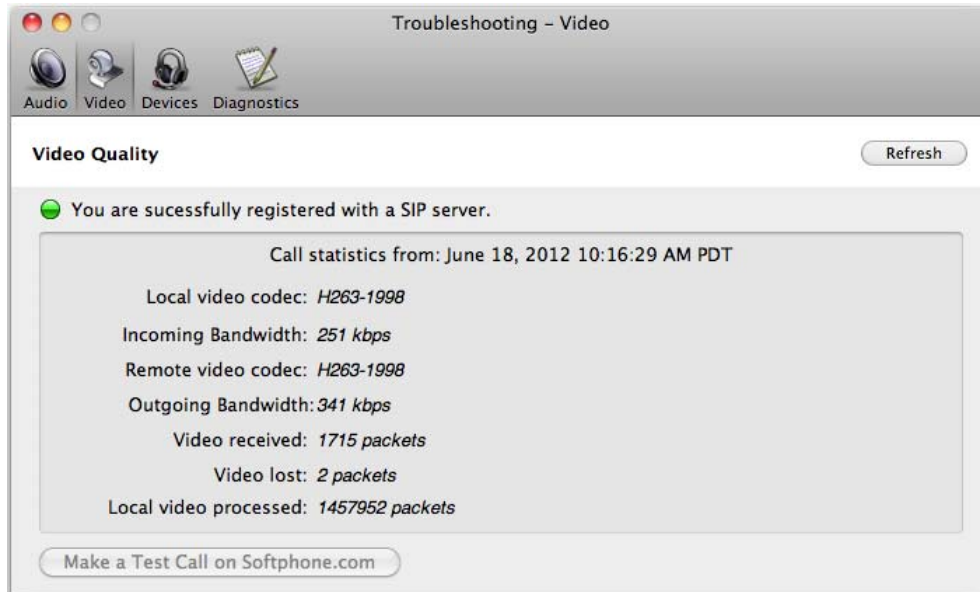 Troubleshooting – Video
Audio Video Devices Diagnostics
Video Quality
Refresh
You are sucessfully registered with a SIP server.
Call statistics from: June 18, 2012 10:16:29 AM PDT
Local video codec: H263-1998
Incoming Bandwidth: 251 kbps
Remote video codec: H263-1998
Outgoing Bandwidth: 341 kbps
Video received: 1715 packets
Video lost: 2 packets
Local video processed: 1457952 packets
Make a Test Call on Softphone.com